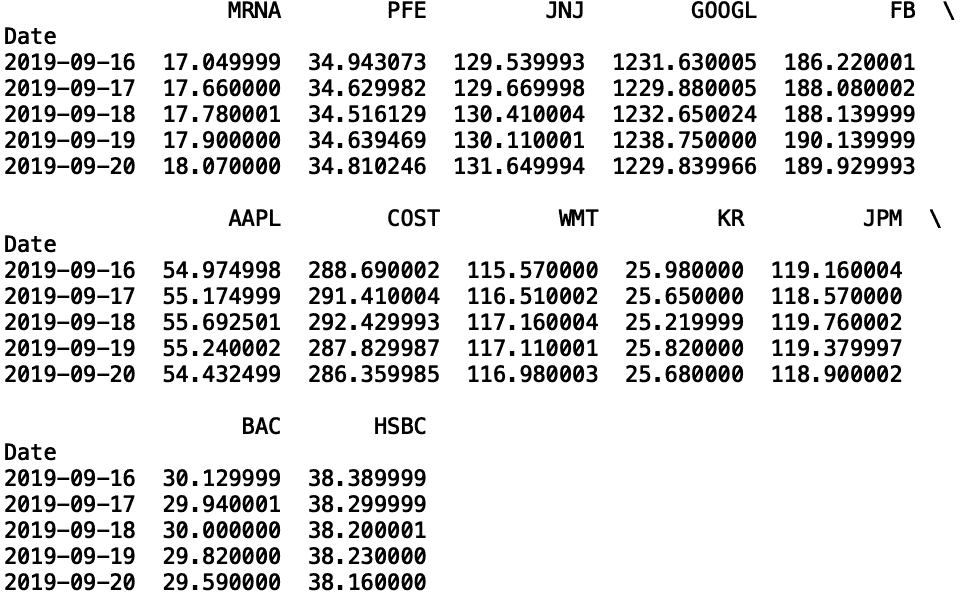 MRNA PFE JNJ GOOGL FB \
Date
2019-09-16 17.049999 34.943073 129.539993 1231.630005 186.220001
2019-09-17 17.660000 34.629982 129.669998 1229.880005 188.080002
2019-09-18 17.780001 34.516129 130.410004 1232.650024 188.139999
2019-09-19 17.900000 34.639469 130.110001 1238.750000 190.139999
2019-09-20 18.070000 34.810246 131.649994 1229.839966 189.929993
AAPL COST WMT KR JPM \
Date
2019-09-16 54.974998 288.690002 115.570000 25.980000 119.160004
2019-09-17 55.174999 291.410004 116.510002 25.650000 118.570000
2019-09-18 55.692501 292.429993 117.160004 25.219999 119.760002
2019-09-19 55.240002 287.829987 117.110001 25.820000 119.379997
2019-09-20 54.432499 286.359985 116.980003 25.680000 118.900002
BAC HSBC
Date
2019-09-16 30.129999 38.389999
2019-09-17 29.940001 38.299999
2019-09-18 30.000000 38.200001
2019-09-19 29.820000 38.230000
2019-09-20 29.590000 38.160000